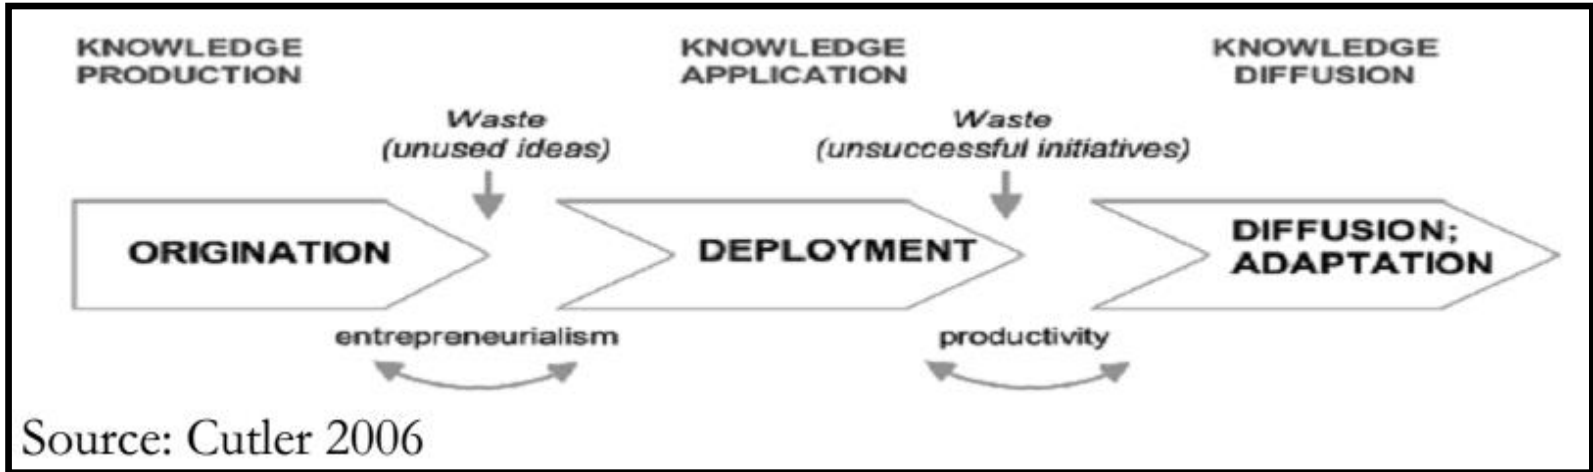 KNOWLEDGE
PRODUCTION
KNOWLEDGE
APPLICATION
KNOWLEDGE
DIFFUSION
Waste
(unused ideas)
Waste
(unsuccessful initiatives)
ORIGINATION
DEPLOYMENT
DIFFUSION;
ADAPTATION
entrepreneurialism
productivity
Source: Cutler 2006